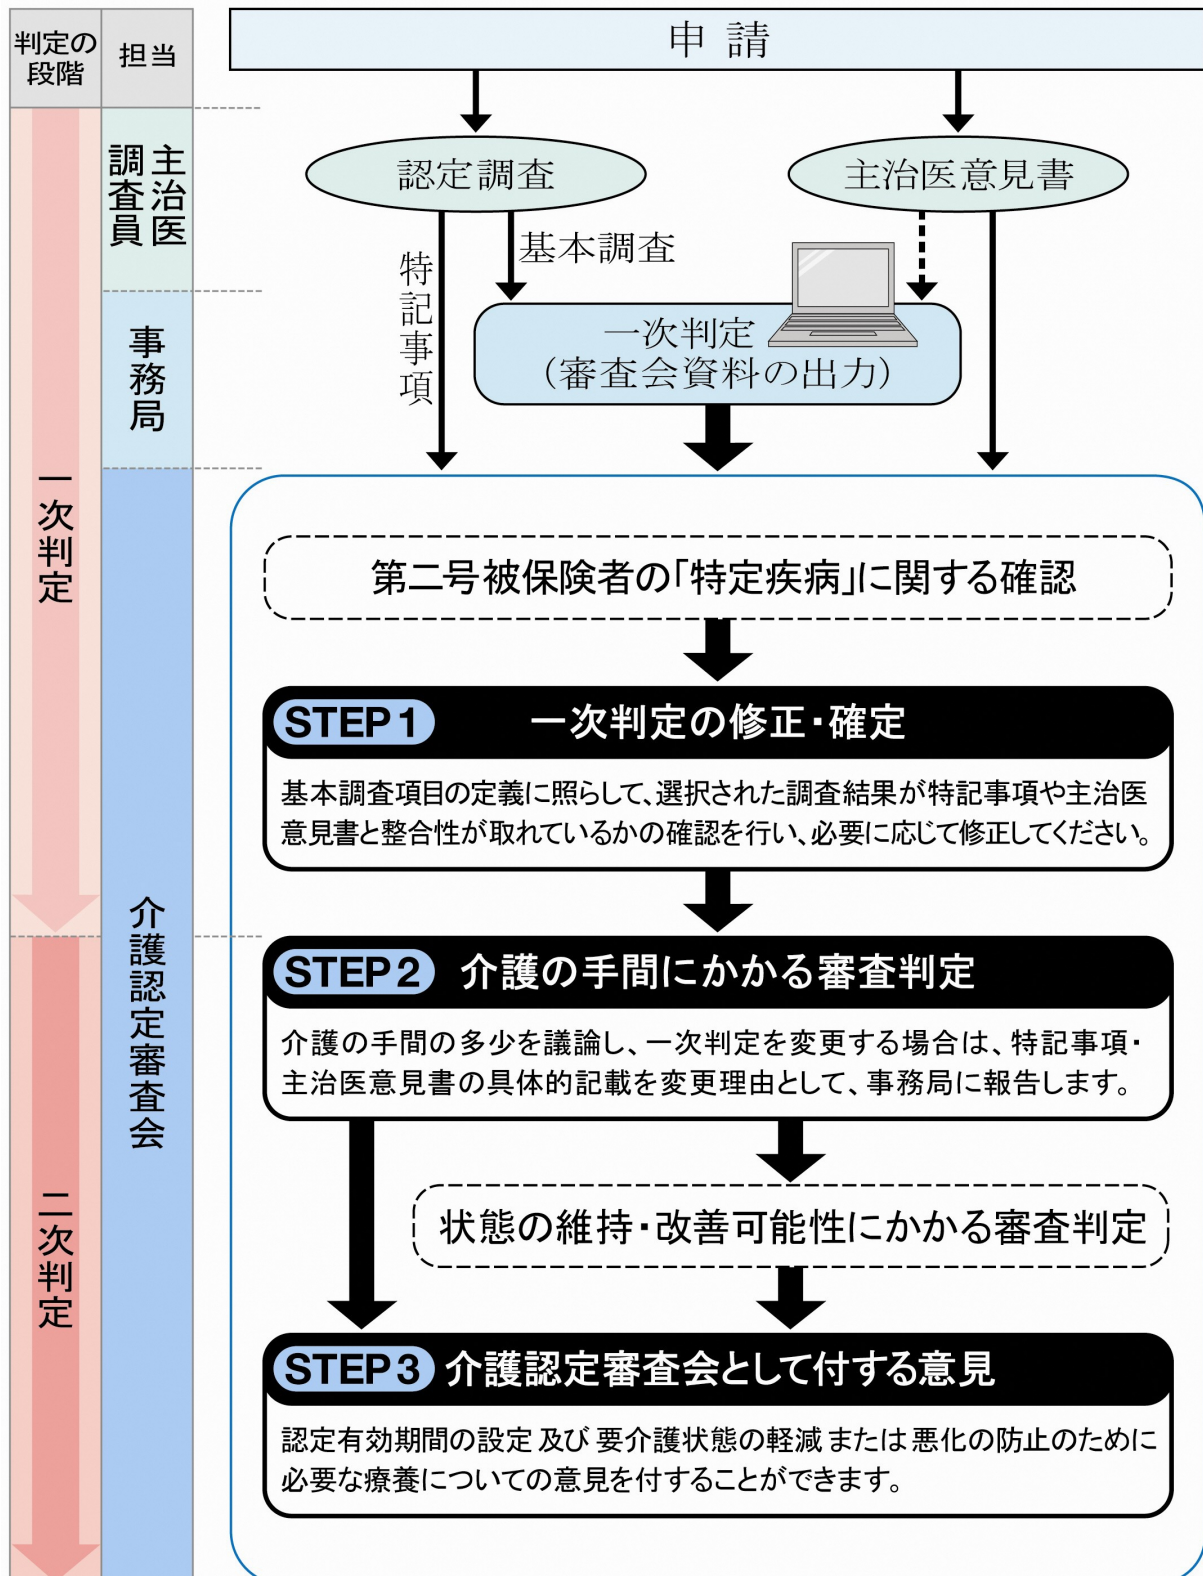 判定の
段階
担当
申請
主治医
調査員
認定調査
主治医意見書
特記事項
基本調査
事務局
一次判定
（審査会資料の出力）
一次判定
第二号被保険者の「特定疾病」に関する確認
STEP1 一次判定の修正・確定
基本調査項目の定義に照らして、選択された調査結果が特記事項や主治医
意見書と整合性が取れているかの確認を行い、必要に応じて修正してください。
介護認定審査会
STEP2 介護の手間にかかる審査判定
介護の手間の多少を議論し、一次判定を変更する場合は、特記事項・
主治医意見書の具体的記載を変更理由として、事務局に報告します。
二次判定
状態の維持・改善可能性にかかる審査判定
STEP3 介護認定審査会として付する意見
認定有効期間の設定及び要介護状態の軽減または悪化の防止のために
必要な療養についての意見を付することができます。